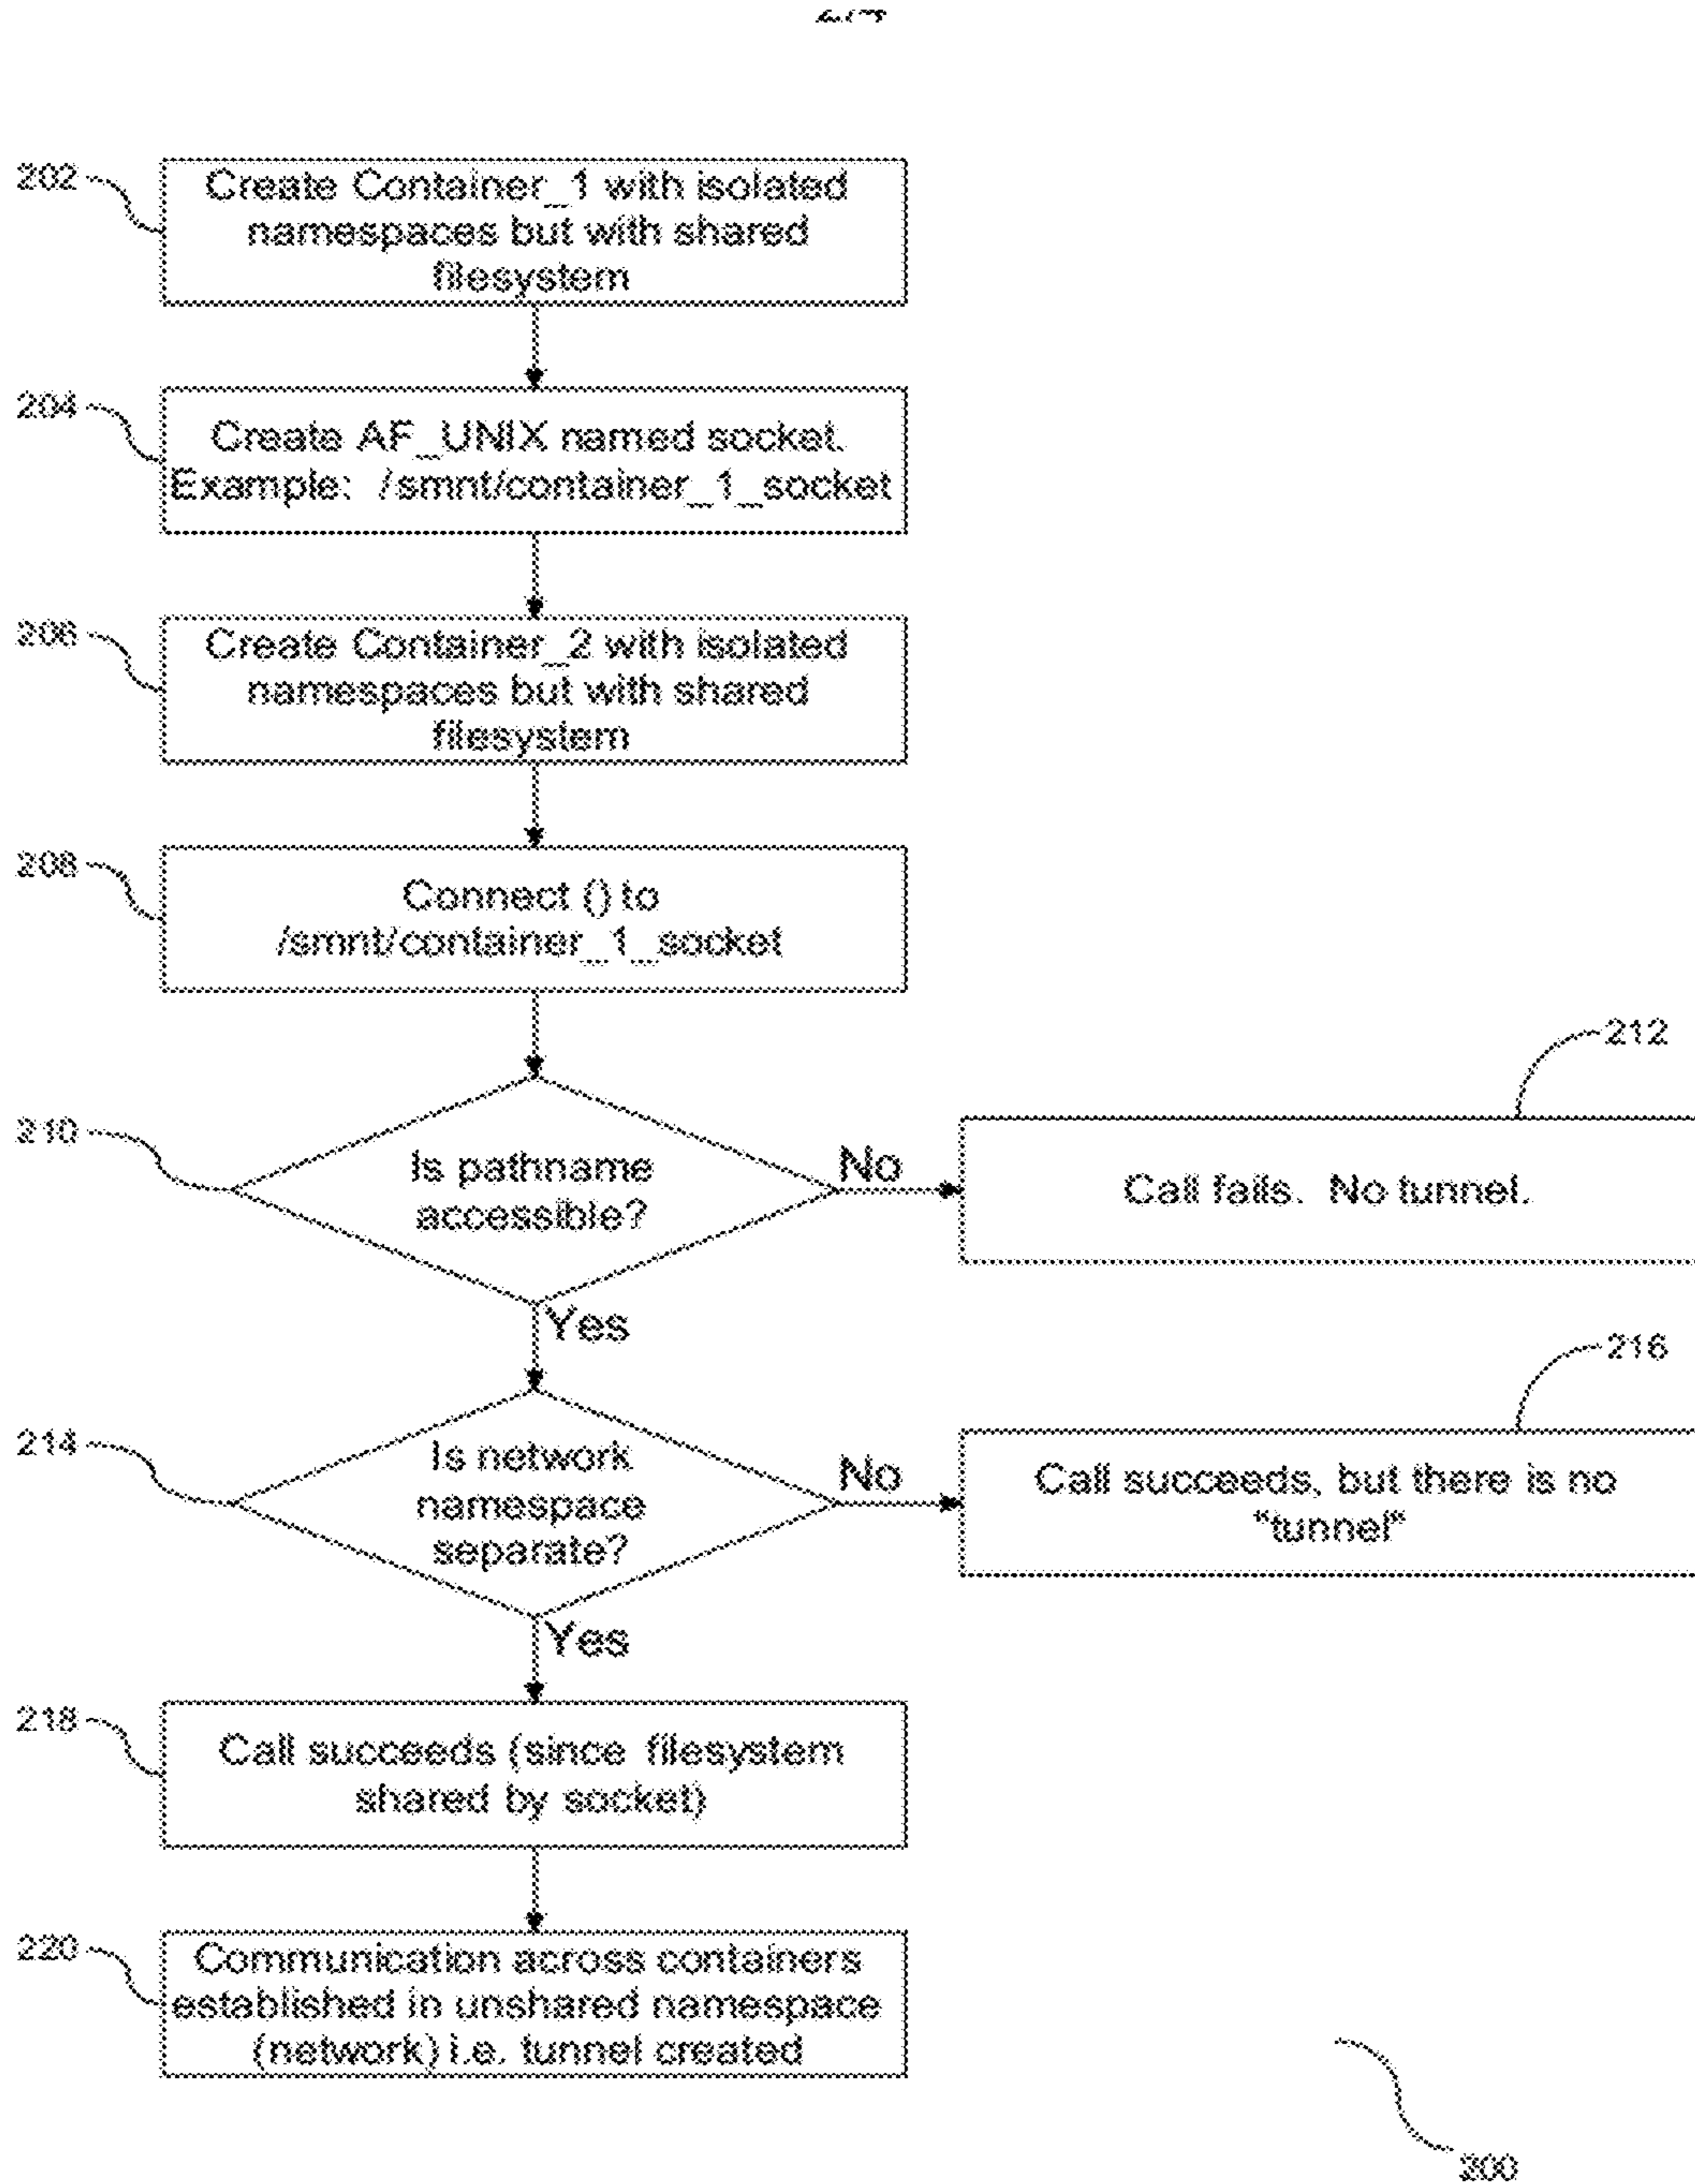 202
Create Container_1 with isolated
namespaces but with shared
filesystem
204
Create AF_UNIX named socket.
Example: /smnt/container_1_socket
206
Create Container_2 with isolated
namespaces but with shared
filesystem
208
Connect () to
/smnt/container_1_socket
210
Is pathname
accessible?
No
212
Call fails. No tunnel.
Yes
214
Is network
namespace
separate?
No
216
Call succeeds, but there is no
"tunnel"
Yes
218
Call succeeds (since filesystem
shared by socket)
220
Communication across containers
established in unshared namespace
(network) i.e. tunnel created
200